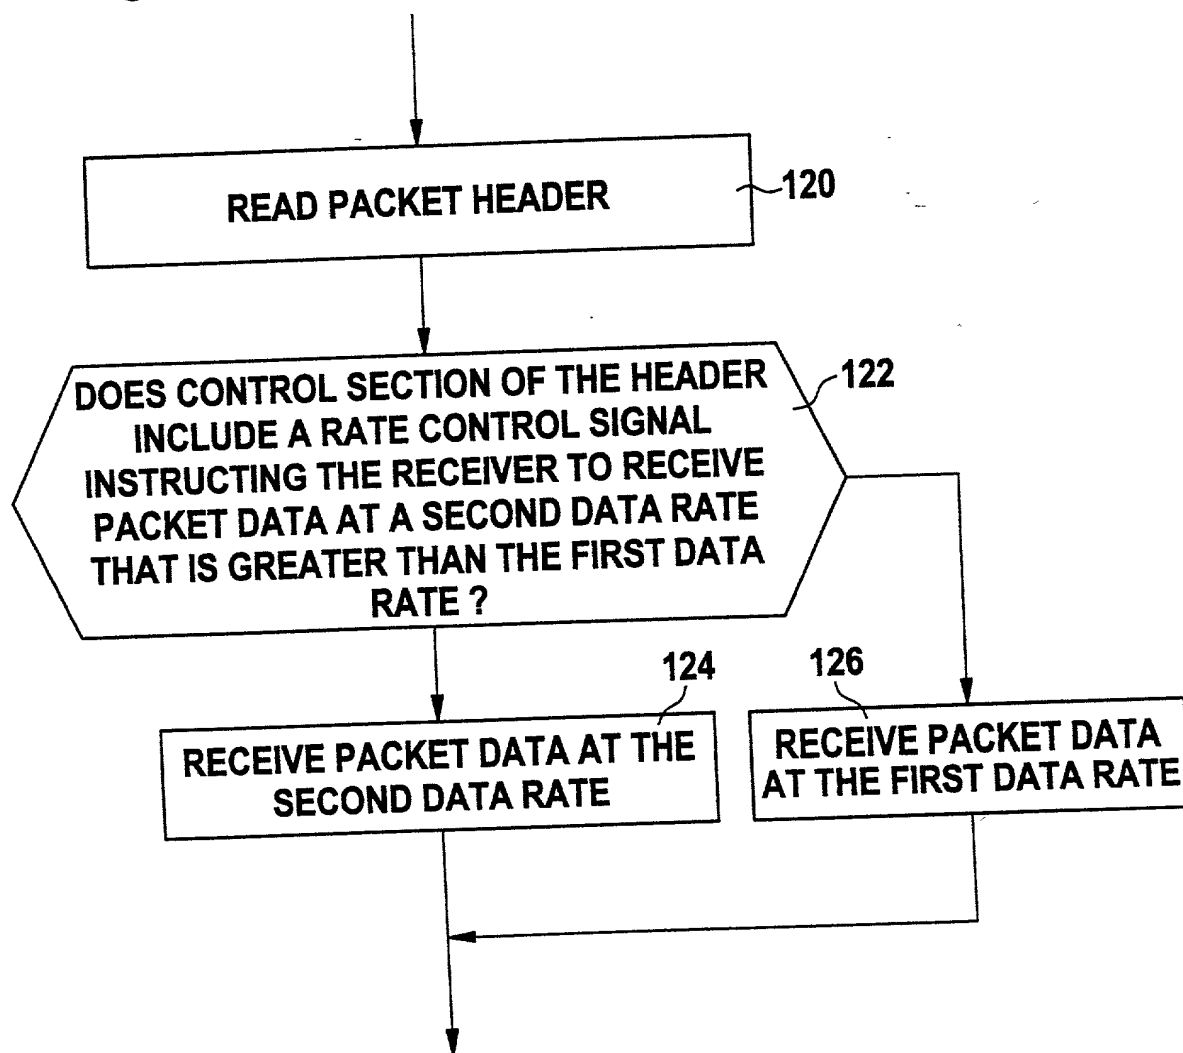 READ PACKET HEADER
120
DOES CONTROL SECTION OF THE HEADER
INCLUDE A RATE CONTROL SIGNAL
INSTRUCTING THE RECEIVER TO RECEIVE
PACKET DATA AT A SECOND DATA RATE
THAT IS GREATER THAN THE FIRST DATA
RATE ?
122
124
RECEIVE PACKET DATA AT THE
SECOND DATA RATE
126
RECEIVE PACKET DATA
AT THE FIRST DATA RATE